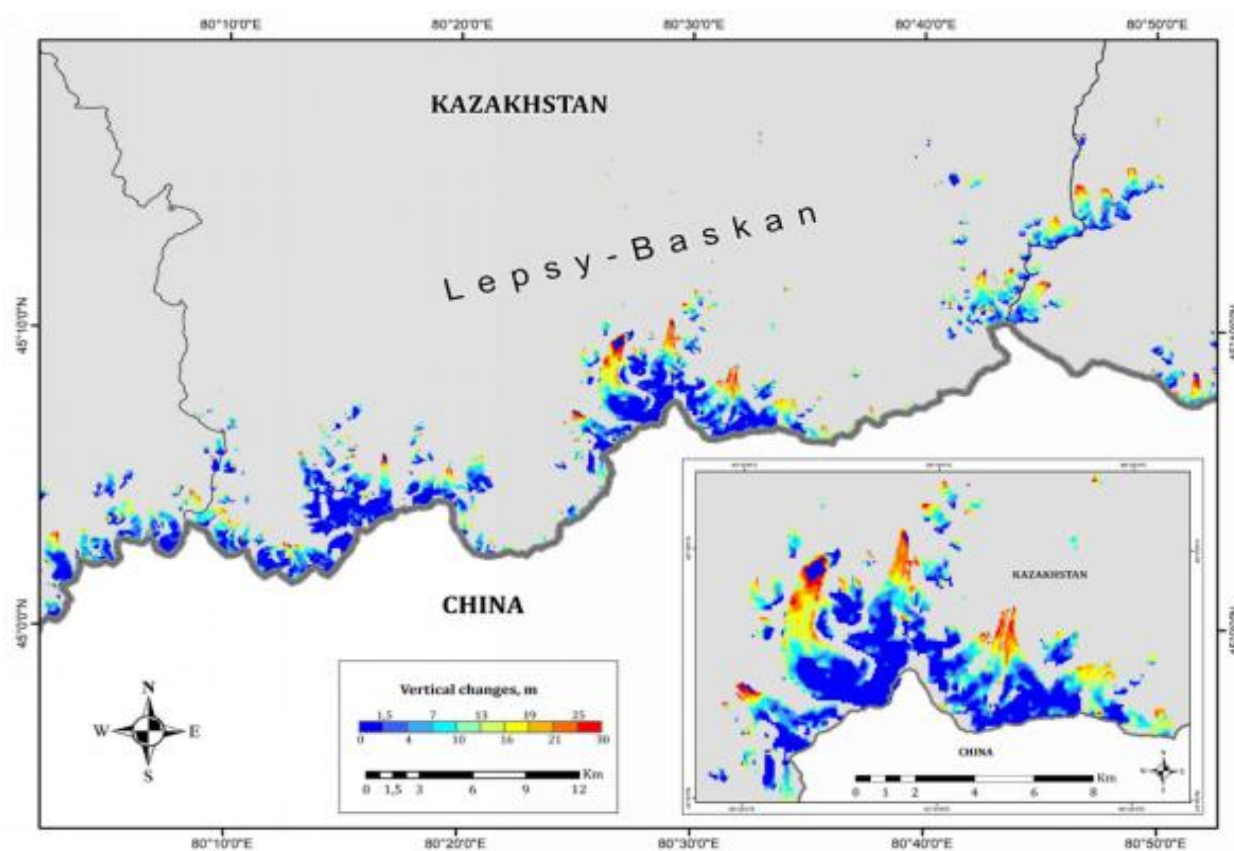 80°10'0"E 80°20'0"E 80°30'0"E 80°40'0"E 80°50'0"E
KAZAKHSTAN
Lepsy-Baskan
45°10'0"N
45°0'0"N
CHINA
KAZAKHSTAN
CHINA
N
W E
S
Vertical changes, m
1,5 7 13 19 25
0 4 10 16 21 30
Km
0 1,5 3 6 9 12
Km
0 1 2 4 6 8
80°10'0"E 80°20'0"E 80°30'0"E 80°40'0"E 80°50'0"E